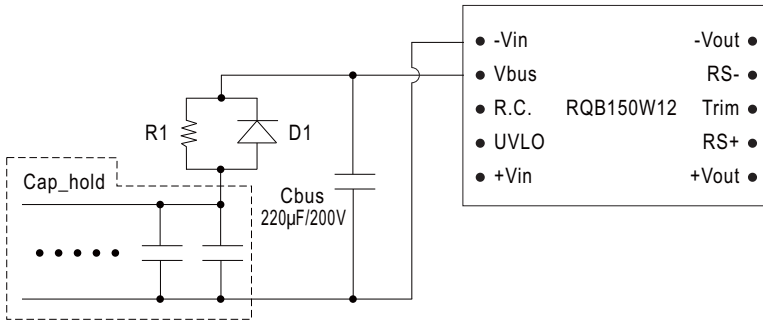 -Vin -Vout
Vbus RS-
R.C. RQB150W12 Trim
R1 D1
UVLO RS+
Cap_hold
+Vin +Vout
Cbus
220µF/200V